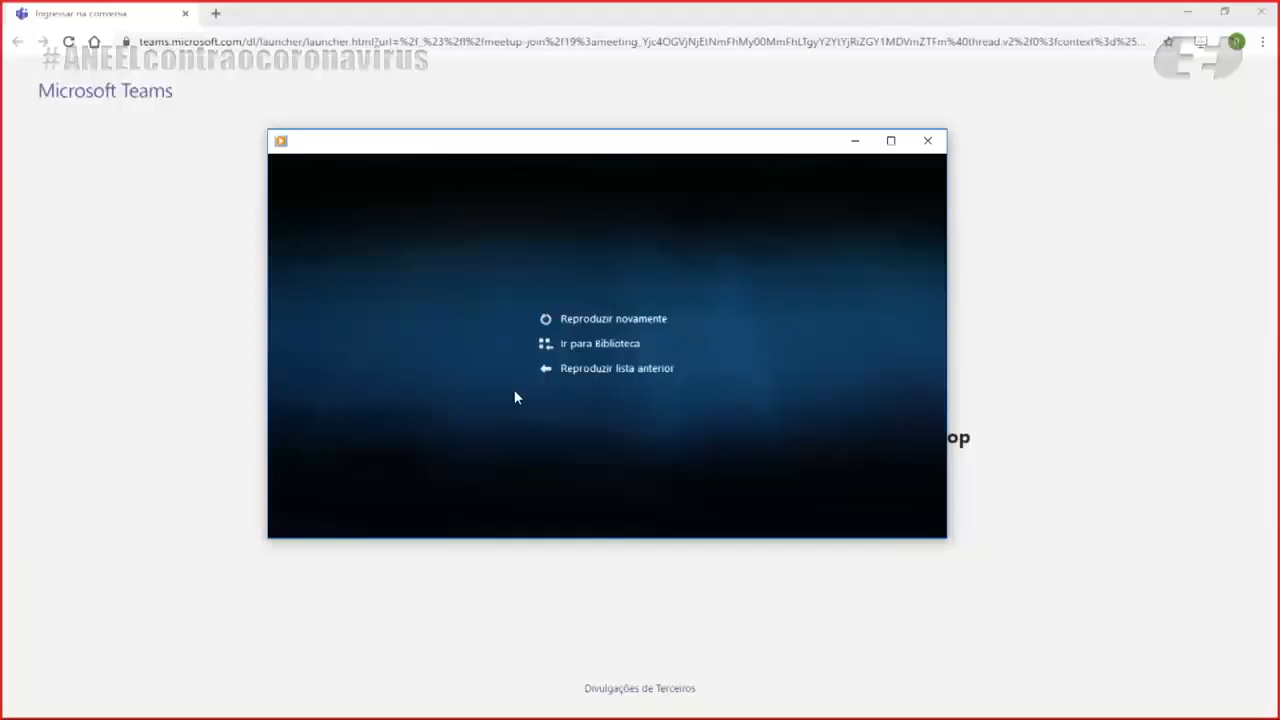 Ingressar na conversa
teams.microsoft.com/dl/launcher/launcher.html?url=%2f_%23%2fl%2fmeetup-join%2f19%3ameeting_Yjc4OGVjNjEtNmFhMy00MmFhLTgyY2YtYjRiZGY1MDVmZTFm%40thread.v2%2f0%3fcontext%3d%25...
#ANEELcontraocoronavirus
Microsoft Teams
Reproduzir novamente
Ir para Biblioteca
Reproduzir lista anterior
op
Divulgações de Terceiros